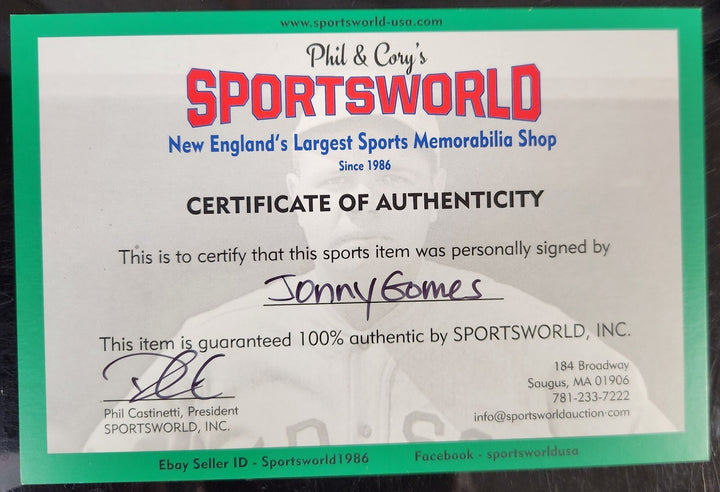 www.sportsworld-usa.com
Phil & Cory's
SPORTSWORLD
New England's Largest Sports Memorabilia Shop
Since 1986
CERTIFICATE OF AUTHENTICITY
This is to certify that this sports item was personally signed by
Jonny Gomes
This item is guaranteed 100% authentic by SPORTSWORLD, INC.
184 Broadway
Saugus, MA 01906
781-233-7222
info@sportsworldauction.com
Phil Castinetti, President
SPORTSWORLD, INC.
Ebay Seller ID - Sportsworld1986
Facebook - sportsworldusa